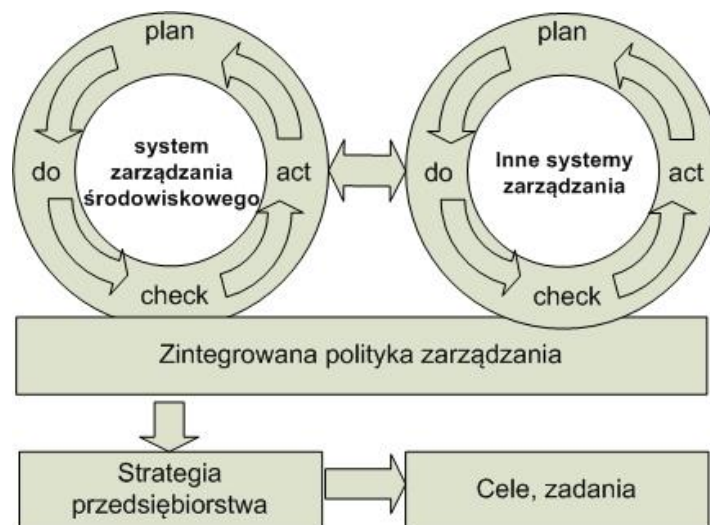 plan
do
system
zarządzania
środowiskowego
act
check
plan
do
Inne systemy
zarządzania
act
check
Zintegrowana polityka zarządzania
Strategia
przedsiębiorstwa
Cele, zadania